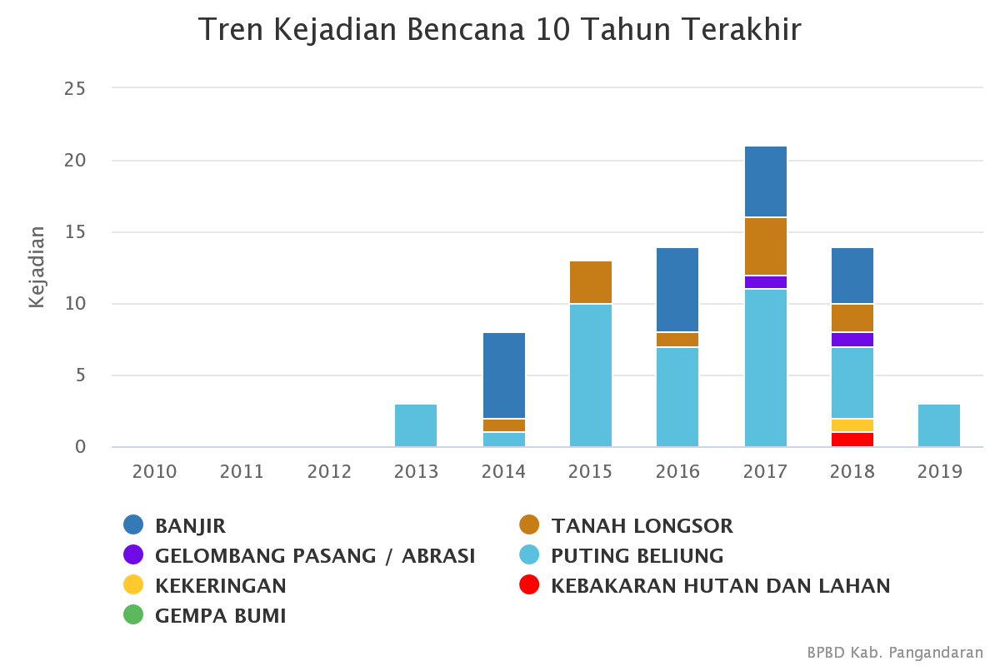 Tren Kejadian Bencana 10 Tahun Terakhir
25
20
15
10
5
0
Kejadian
2010 2011 2012 2013 2014 2015 2016 2017 2018 2019
BANJIR TANAH LONGSOR
GELOMBANG PASANG / ABRASI PUTING BELIUNG
KEKERINGAN KEBAKARAN HUTAN DAN LAHAN
GEMPA BUMI
BPBD Kab. Pangandaran